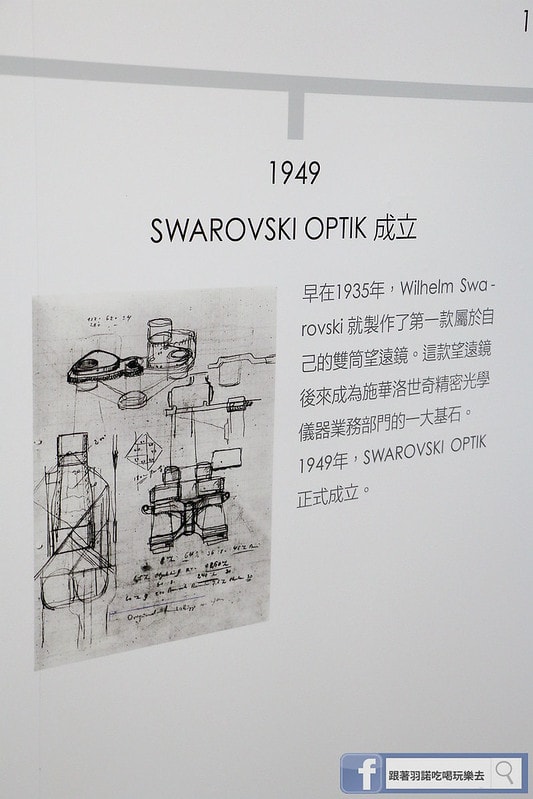 1
1949
SWAROVSKI OPTIK 成立
早在1935年，Wilhelm Swa-
rovski 就製作了第一款屬於自
己的雙筒望遠鏡。這款望遠鏡
後來成為施華洛世奇精密光學
儀器業務部門的一大基石。
1949年，SWAROVSKI OPTIK
正式成立。
跟著羽諾吃喝玩樂去